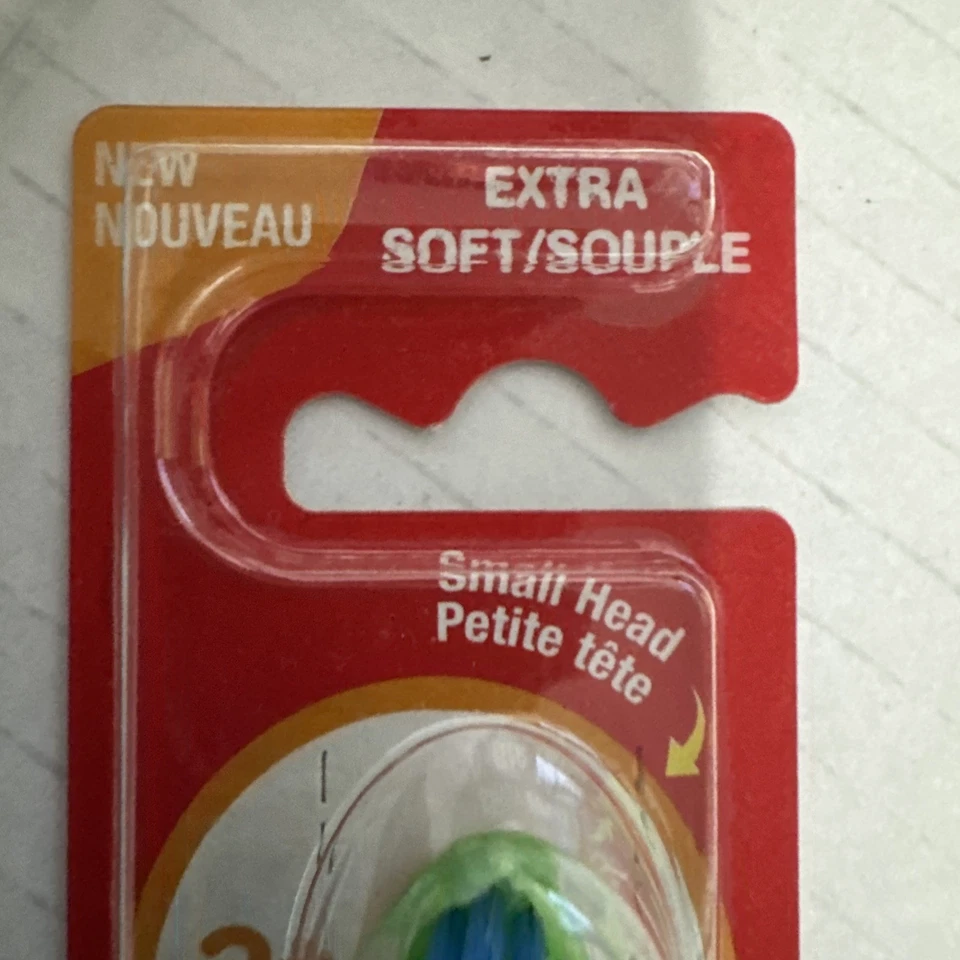 NEW
NOUVEAU
EXTRA
SOFT/SOUPLE
Small Head
Petite tête